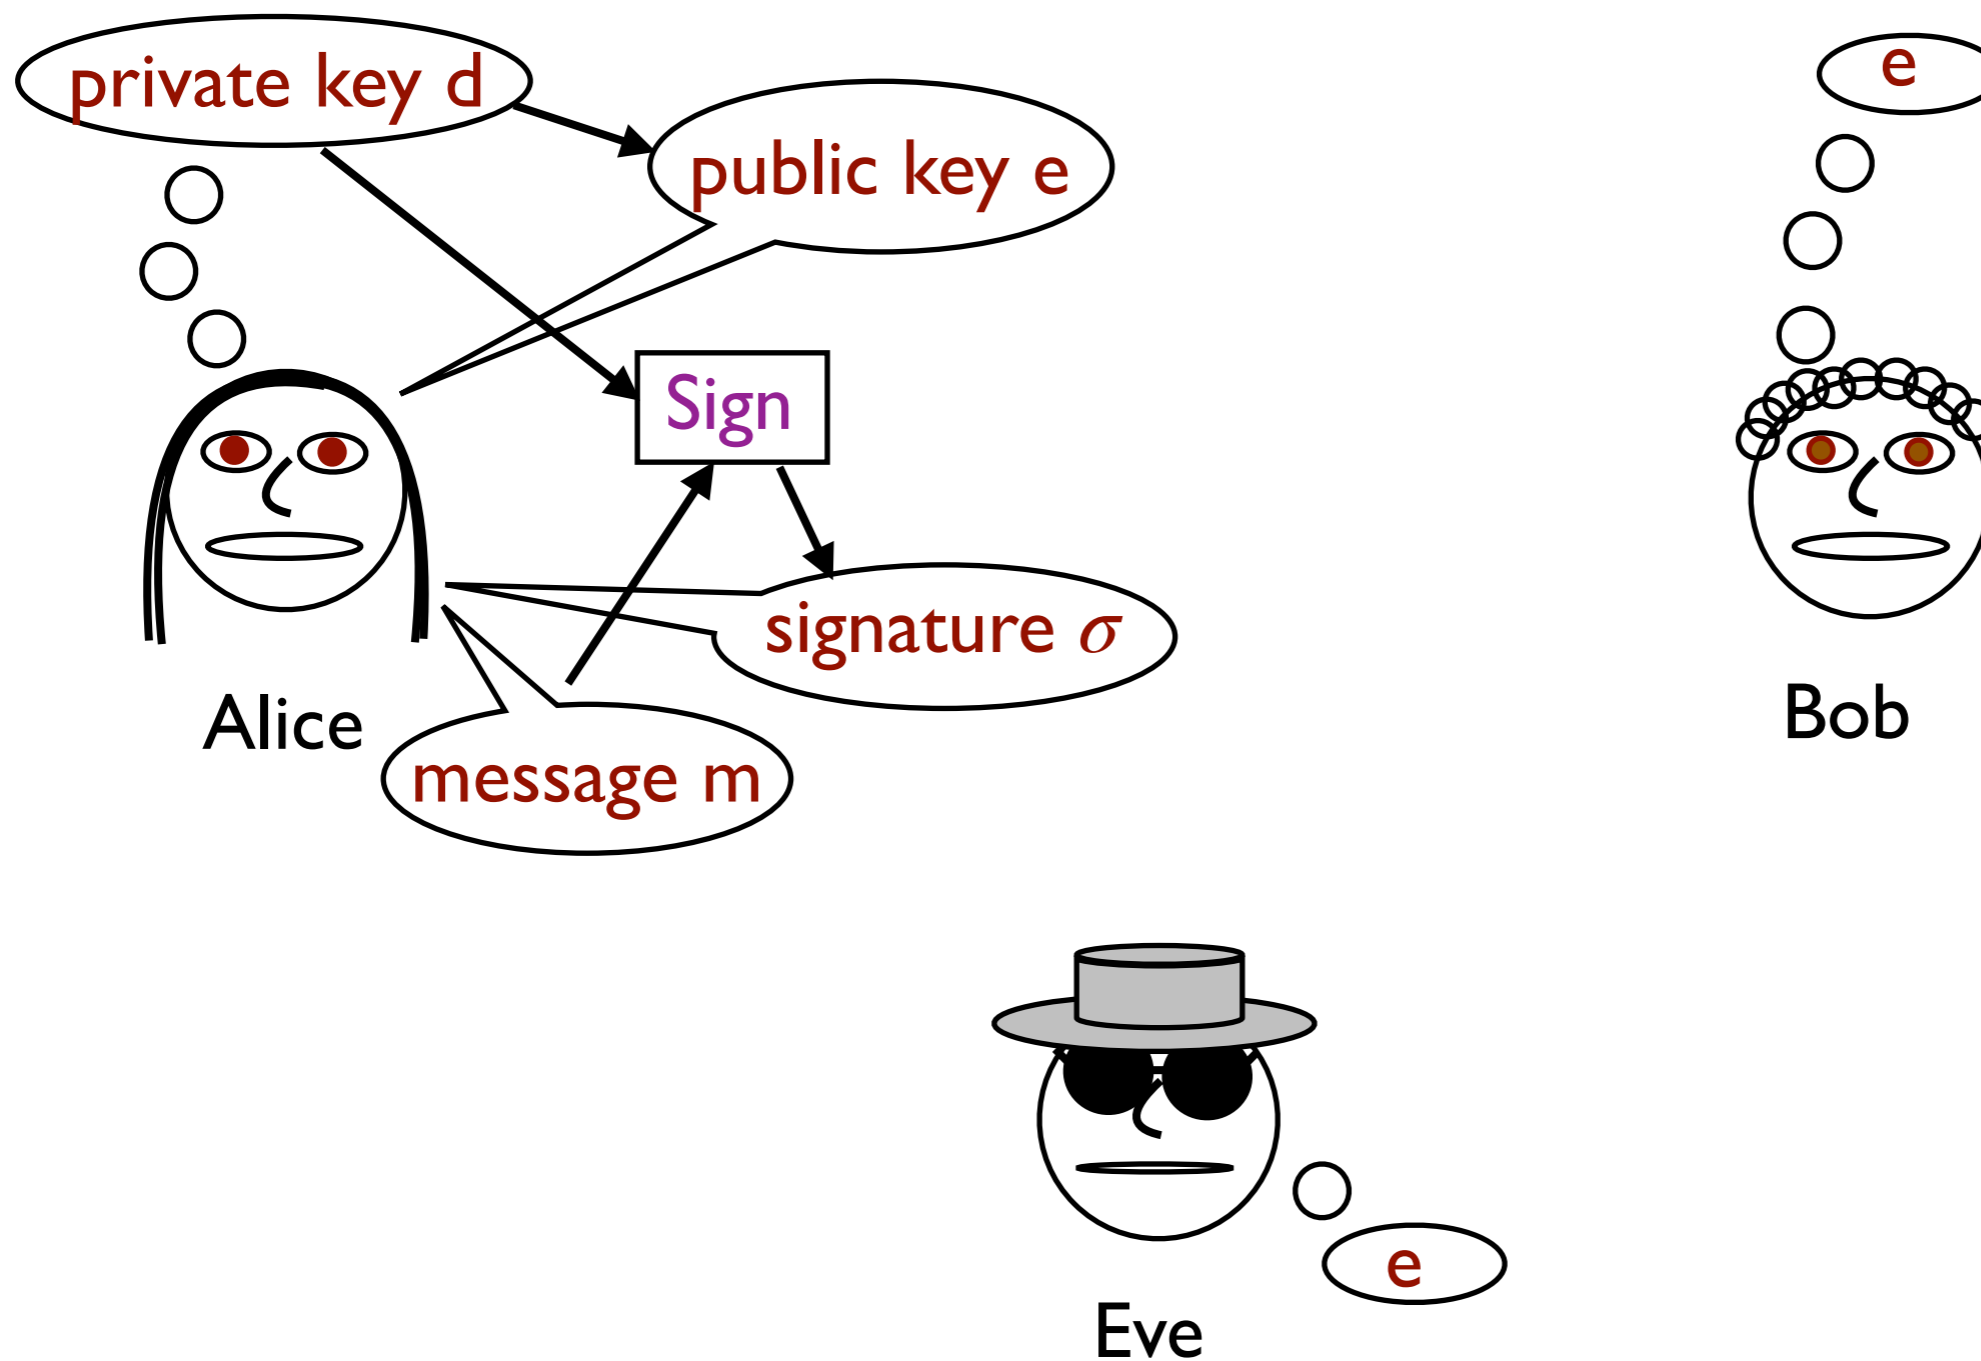 private key d
e
public key e
Sign
signature σ
Alice
Bob
message m
e
Eve